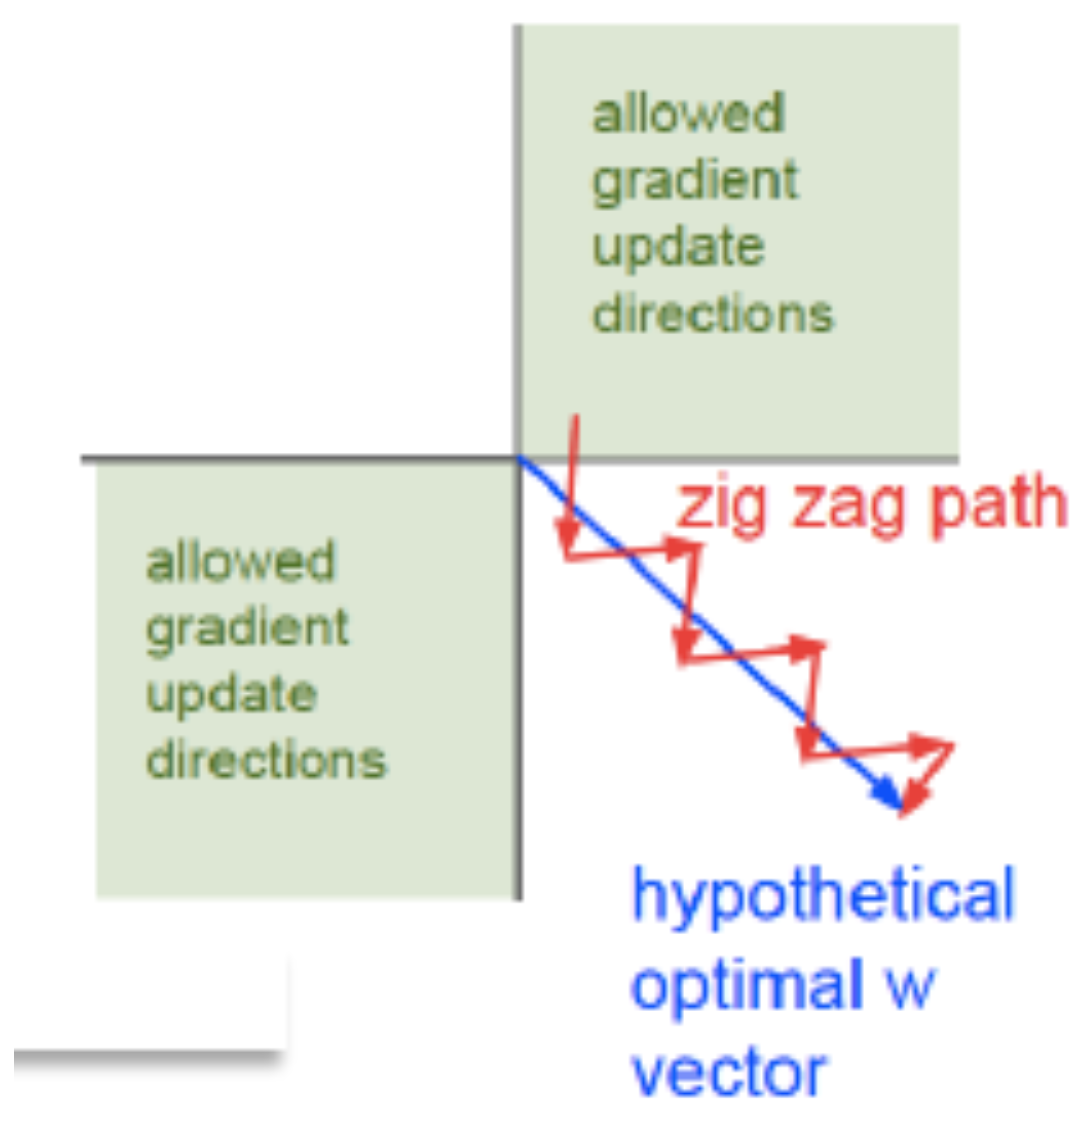 allowed
gradient
update
directions
zig zag path
allowed
gradient
update
directions
hypothetical
optimal w
vector